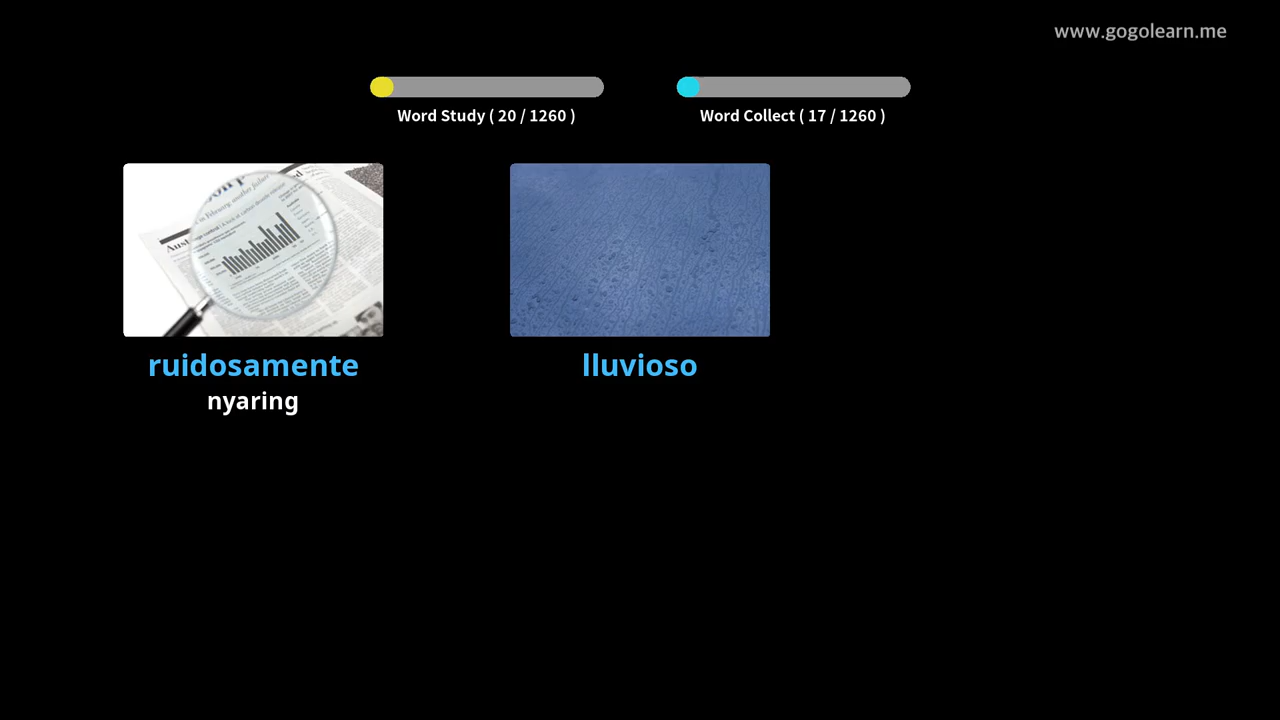 www.gogolearn.me
Word Study ( 20 / 1260 )
Word Collect ( 17 / 1260 )
ruidosamente
lluvioso
nyaring